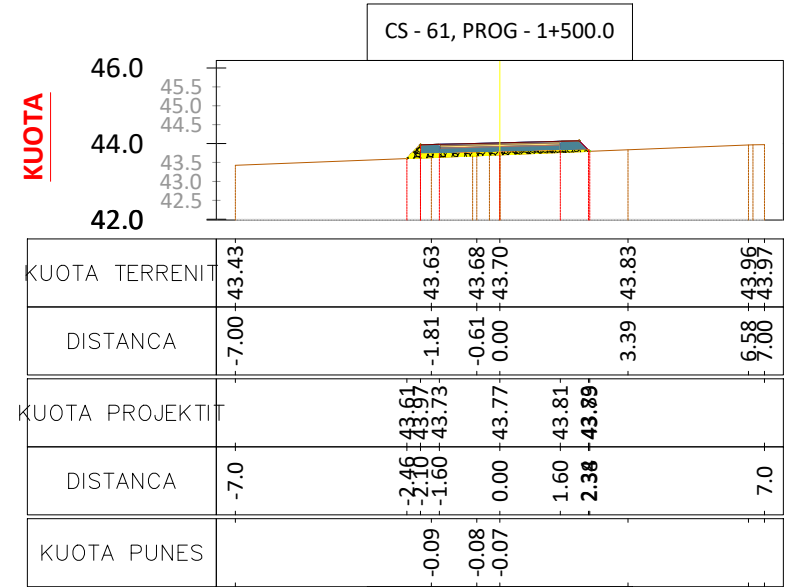 CS - 61, PROG - 1+500.0
KUOTA
46.0
45.5
45.0
44.5
44.0
43.5
43.0
42.5
42.0
KUOTA TERRENIT 43.43 43.63 43.68 43.70 43.83 43.96 43.97
DISTANCA -7.00 -1.81 -0.61 0.00 3.39 6.58 7.00
KUOTA PROJEKTIT 43.61 43.97 43.73 43.77 43.81
DISTANCA -7.0 -2.46 -2.10 -1.60 0.00 1.60 7.0
KUOTA PUNES -0.09 -0.08 -0.07